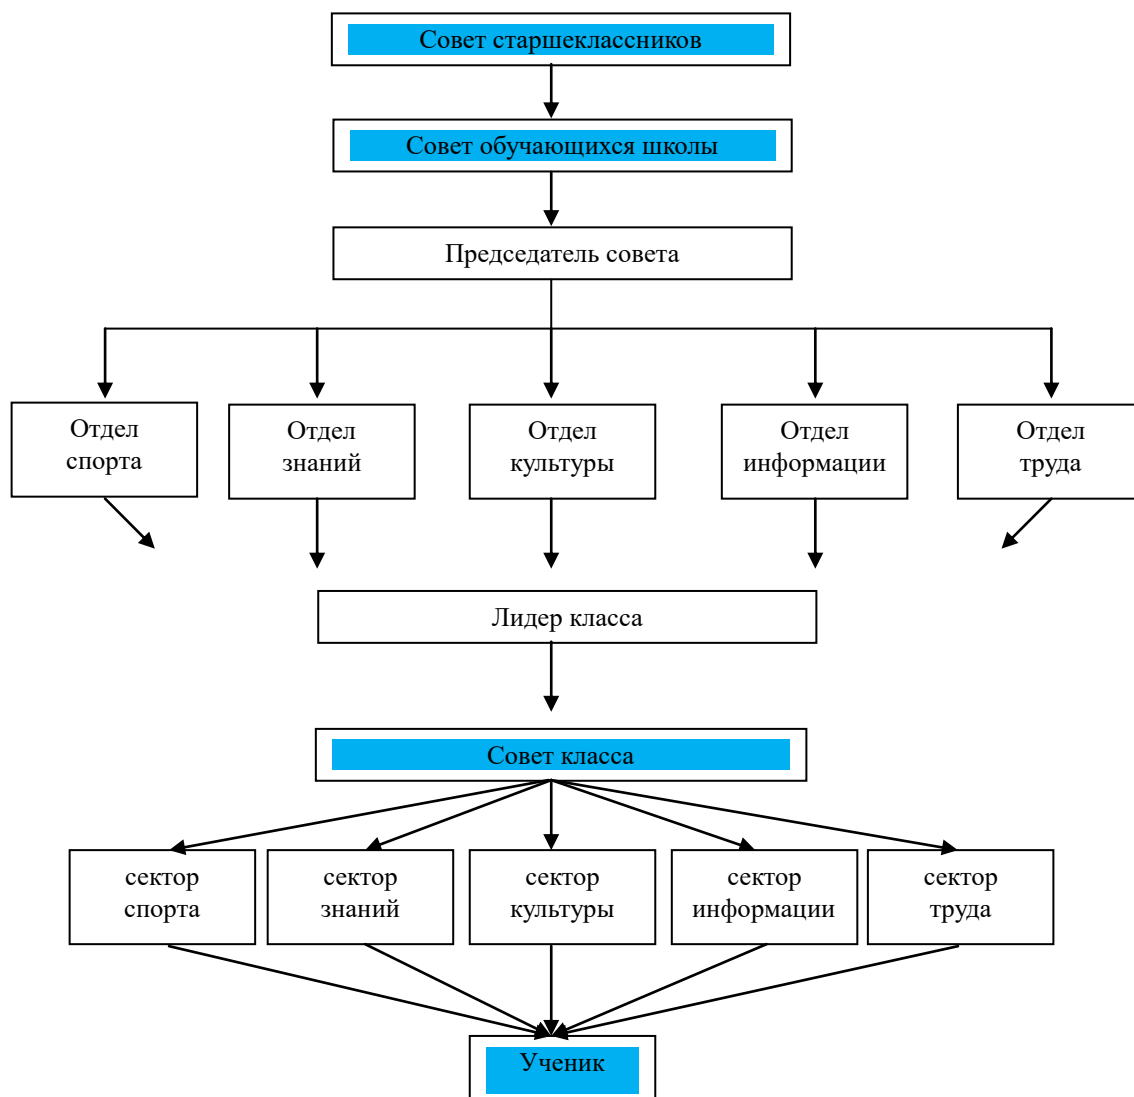 Совет старшеклассников
Совет обучающихся школы
Председатель совета
Отдел
спорта
Отдел
знаний
Отдел
культуры
Отдел
информации
Отдел
труда
Лидер класса
Совет класса
сектор
спорта
сектор
знаний
сектор
культуры
сектор
информации
сектор
труда
Ученик